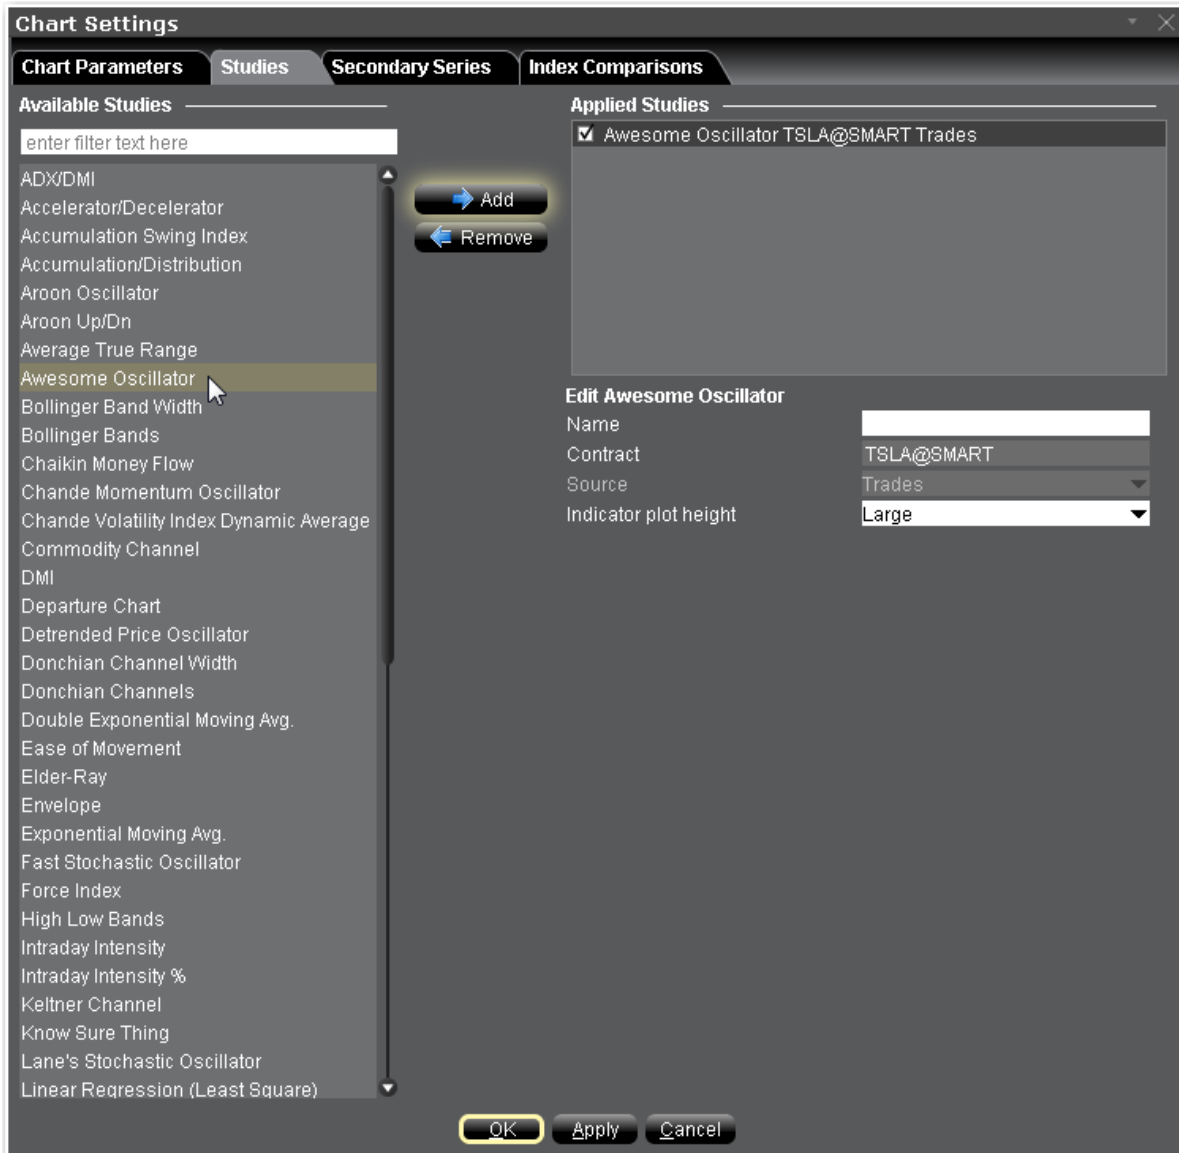 Chart Settings
Chart Parameters Studies Secondary Series Index Comparisons
Available Studies
enter filter text here
ADX/DMI
Accelerator/Decelerator
Accumulation Swing Index
Accumulation/Distribution
Aroon Oscillator
Aroon Up/Dn
Average True Range
Awesome Oscillator
Bollinger Band Width
Bollinger Bands
Chaikin Money Flow
Chande Momentum Oscillator
Chande Volatility Index Dynamic Average
Commodity Channel
DMI
Departure Chart
Detrended Price Oscillator
Donchian Channel Width
Donchian Channels
Double Exponential Moving Avg.
Ease of Movement
Elder-Ray
Envelope
Exponential Moving Avg.
Fast Stochastic Oscillator
Force Index
High Low Bands
Intraday Intensity
Intraday Intensity %
Keltner Channel
Know Sure Thing
Lane's Stochastic Oscillator
Linear Regression (Least Square)
Add
Remove
Applied Studies
Awesome Oscillator TSLA@SMART Trades
Edit Awesome Oscillator
Name
Contract TSLA@SMART
Source Trades
Indicator plot height Large
OK Apply Cancel